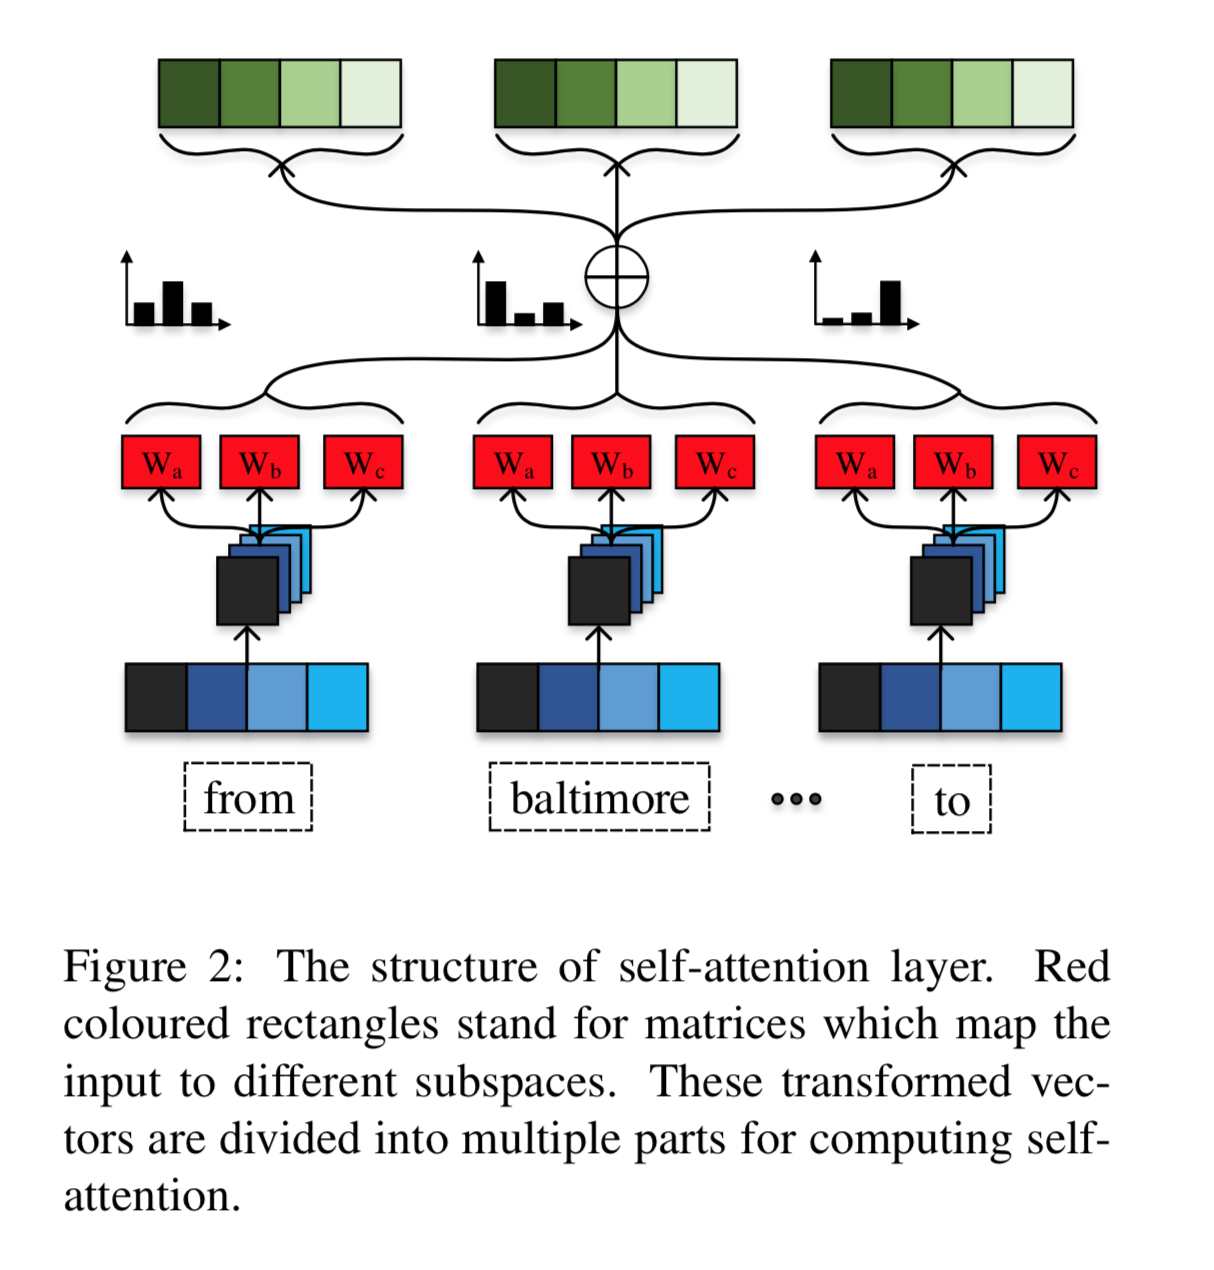 Wa Wb Wc Wa Wb Wc Wa Wb Wc
from baltimore ••• to
Figure 2: The structure of self-attention layer. Red
coloured rectangles stand for matrices which map the
input to different subspaces. These transformed vec-
tors are divided into multiple parts for computing self-
attention.